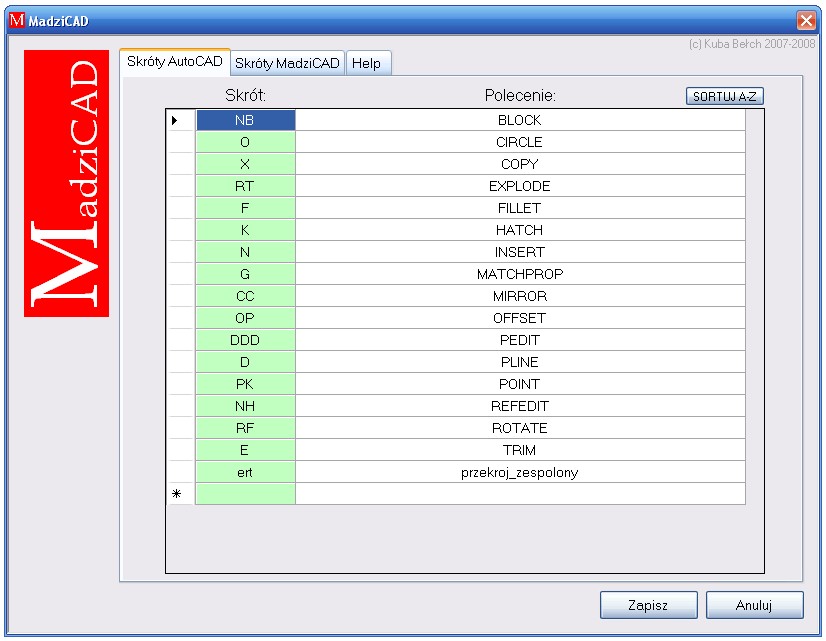 MadziCAD
(c) Kuba Bełch 2007-2008
MadziCAD
Skróty AutoCAD Skróty MadziCAD Help
Skrót: Polecenie: SORTUJ A-Z
NB BLOCK
O CIRCLE
X COPY
RT EXPLODE
F FILLET
K HATCH
N INSERT
G MATCHPROP
CC MIRROR
OP OFFSET
DDD PEDIT
D PLINE
PK POINT
NH REFEDIT
RF ROTATE
E TRIM
ert przekroj_zespolony
*
Zapisz Anuluj